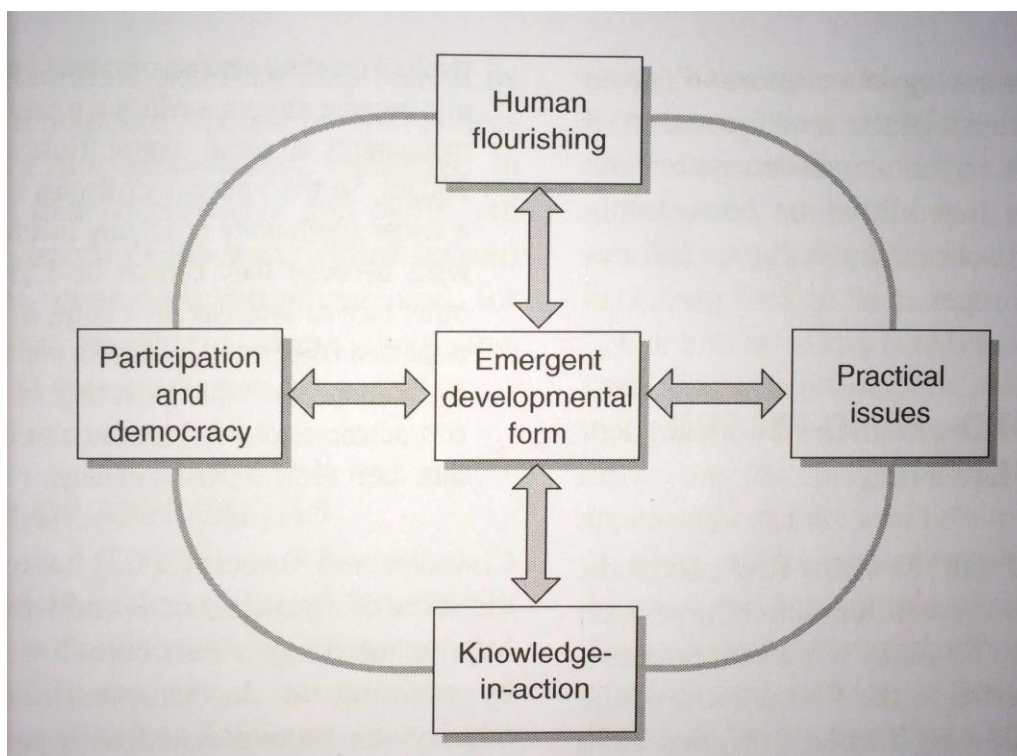 Human
flourishing
Participation
and
democracy
Emergent
developmental
form
Practical
issues
Knowledge-
in-action